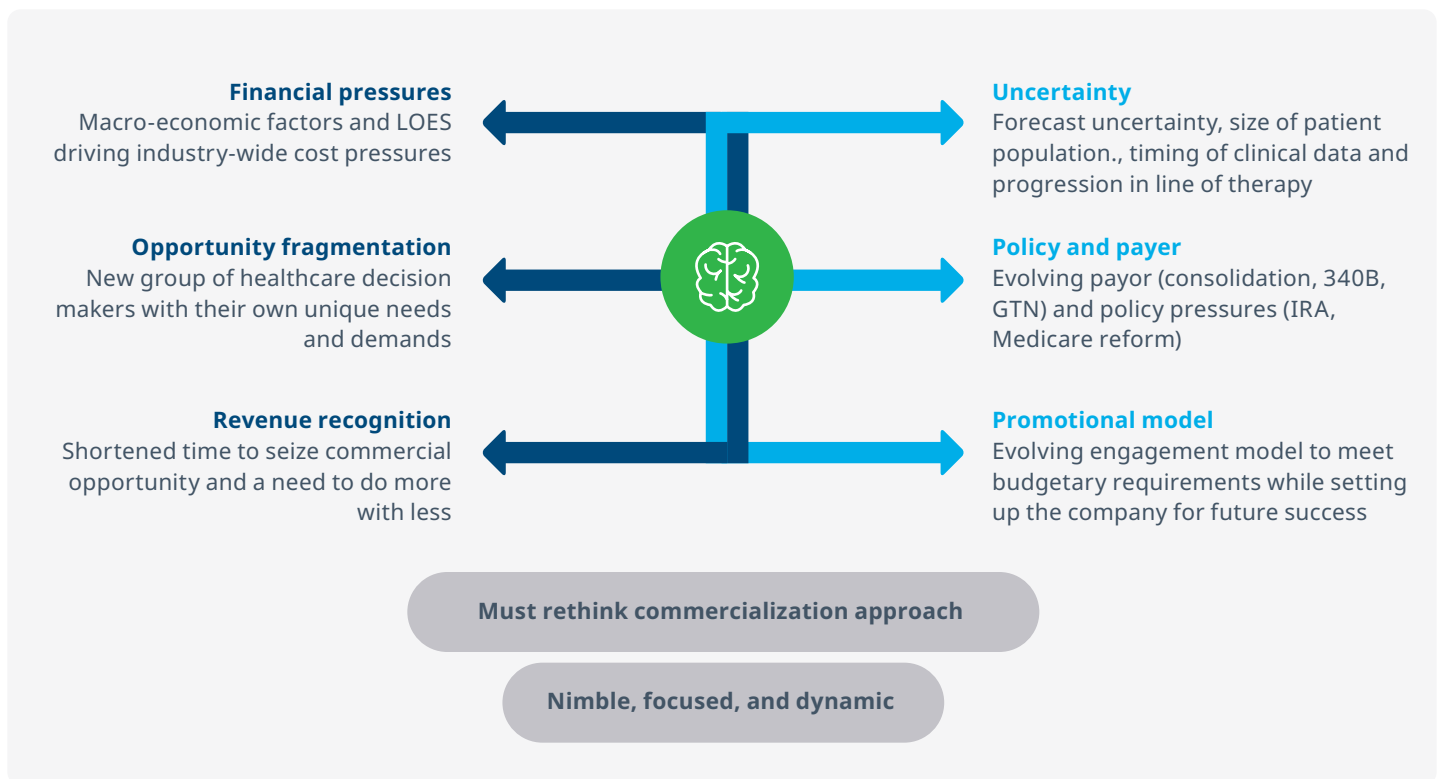 Financial pressures
Macro-economic factors and LOES
driving industry-wide cost pressures
Opportunity fragmentation
New group of healthcare decision
makers with their own unique needs
and demands
Revenue recognition
Shortened time to seize commercial
opportunity and a need to do more
with less
Uncertainty
Forecast uncertainty, size of patient
population., timing of clinical data and
progression in line of therapy
Policy and payer
Evolving payor (consolidation, 340B,
GTN) and policy pressures (IRA,
Medicare reform)
Promotional model
Evolving engagement model to meet
budgetary requirements while setting
up the company for future success
Must rethink commercialization approach
Nimble, focused, and dynamic